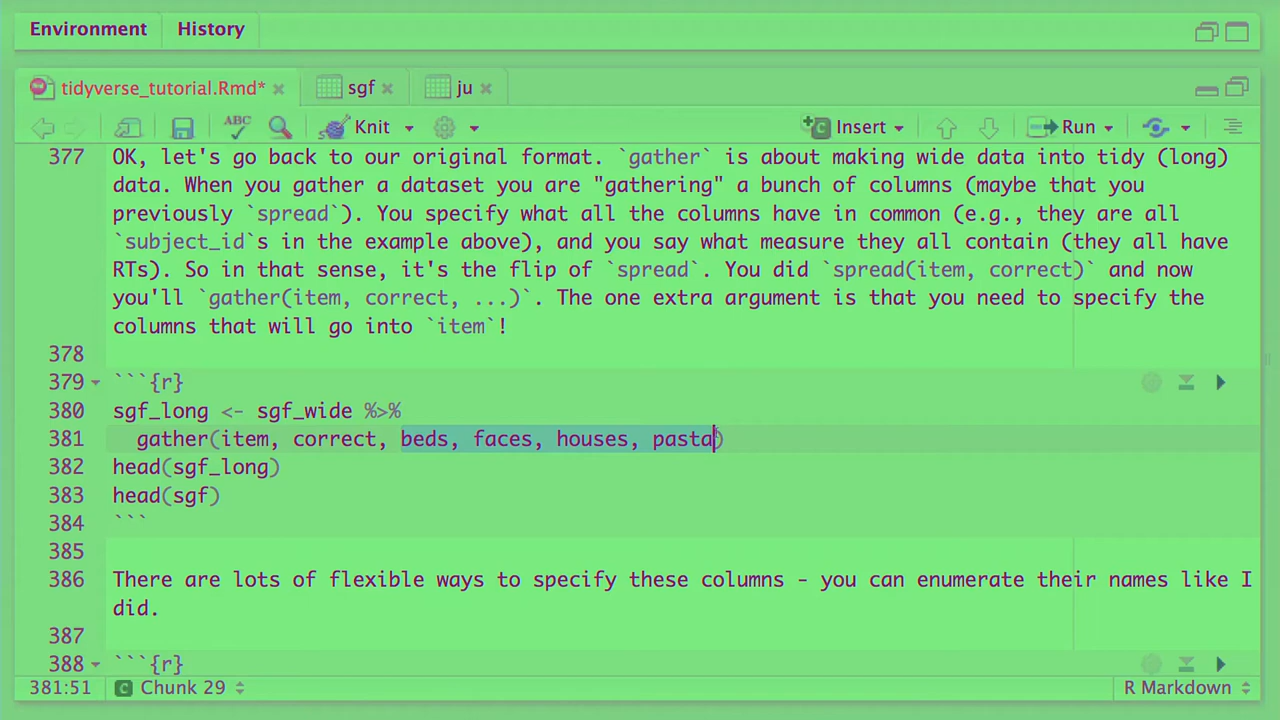 Environment History
tidyverse_tutorial.Rmd* sgf ju
ABC Knit Insert Run
377 OK, let's go back to our original format. `gather` is about making wide data into tidy (long)
data. When you gather a dataset you are "gathering" a bunch of columns (maybe that you
previously `spread`). You specify what all the columns have in common (e.g., they are all
`subject_id`s in the example above), and you say what measure they all contain (they all have
RTs). So in that sense, it's the flip of `spread`. You did `spread(item, correct)` and now
you'll `gather(item, correct, ...)`. The one extra argument is that you need to specify the
columns that will go into `item`!
378
379 ```{r}
380 sgf_long <- sgf_wide %>%
381 gather(item, correct, beds, faces, houses, pasta)
382 head(sgf_long)
383 head(sgf)
384 ```
385
386 There are lots of flexible ways to specify these columns - you can enumerate their names like I
did.
387
388 ```{r}
381:51 C Chunk 29 R Markdown